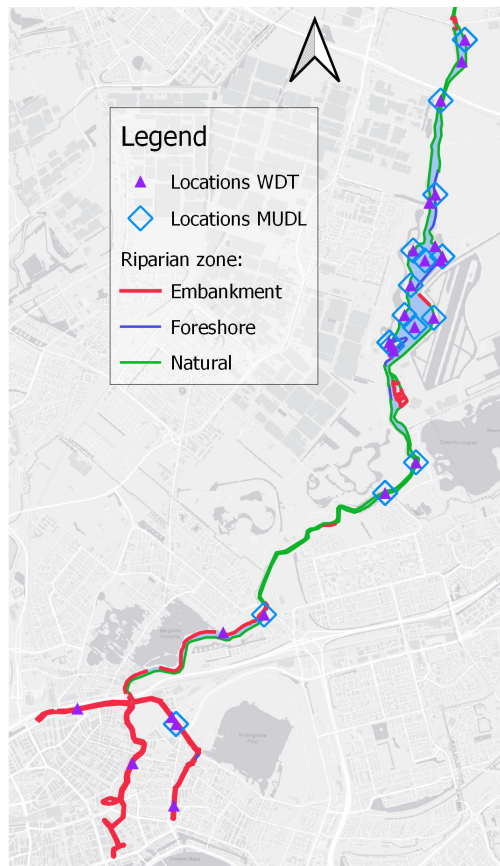 Legend
Locations WDT
Locations MUDL
Riparian zone:
Embankment
Foreshore
Natural